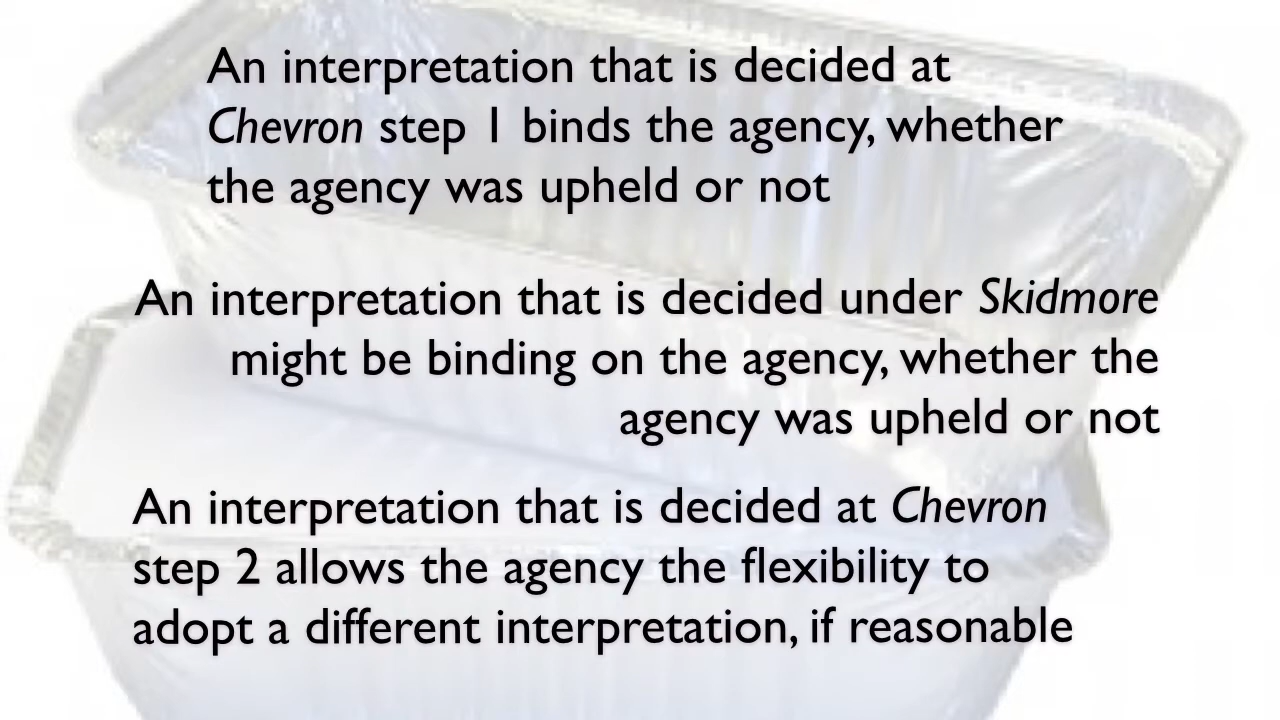 An interpretation that is decided at
Chevron step 1 binds the agency, whether
the agency was upheld or not
An interpretation that is decided under Skidmore
might be binding on the agency, whether the
agency was upheld or not
An interpretation that is decided at Chevron
step 2 allows the agency the flexibility to
adopt a different interpretation, if reasonable